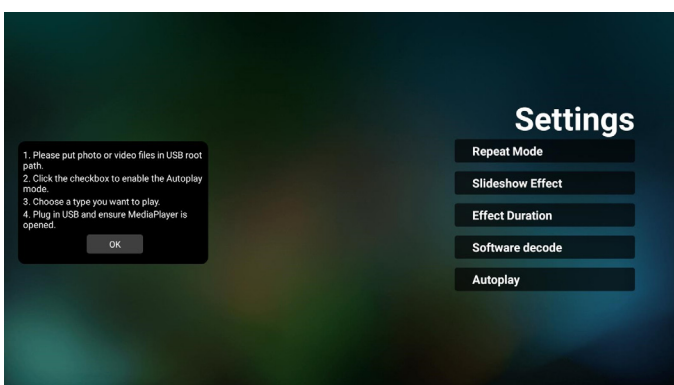 Settings
1. Please put photo or video files in USB root
path.
2. Click the checkbox to enable the Autoplay
mode.
3. Choose a type you want to play.
4. Plug in USB and ensure MediaPlayer is
opened.
OK
Repeat Mode
Slideshow Effect
Effect Duration
Software decode
Autoplay